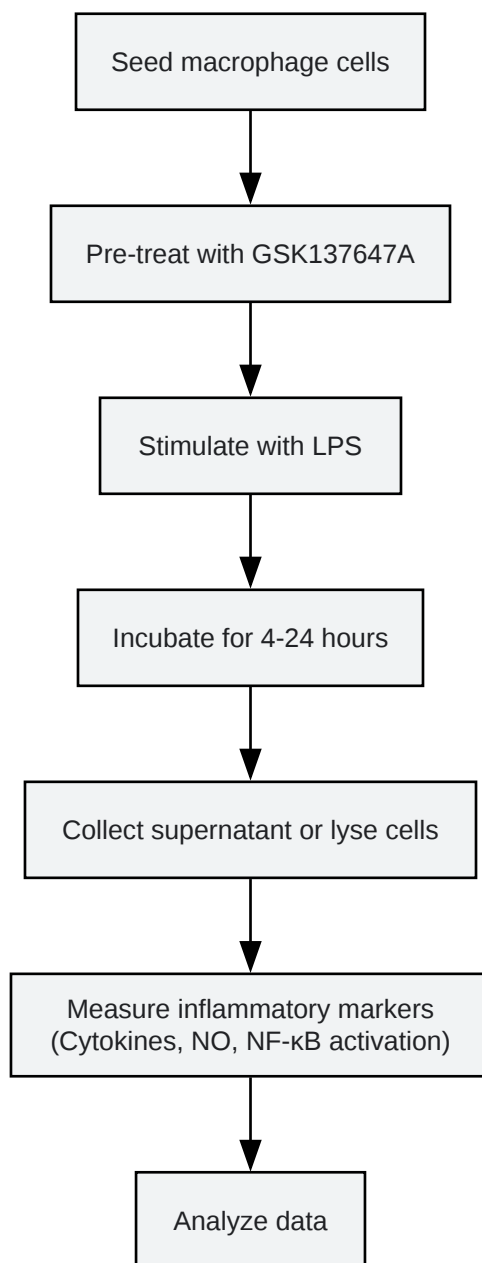 Seed macrophage cells
Pre-treat with GSK137647A
Stimulate with LPS
Incubate for 4-24 hours
Collect supernatant or lyse cells
Measure inflammatory markers
(Cytokines, NO, NF-κB activation)
Analyze data